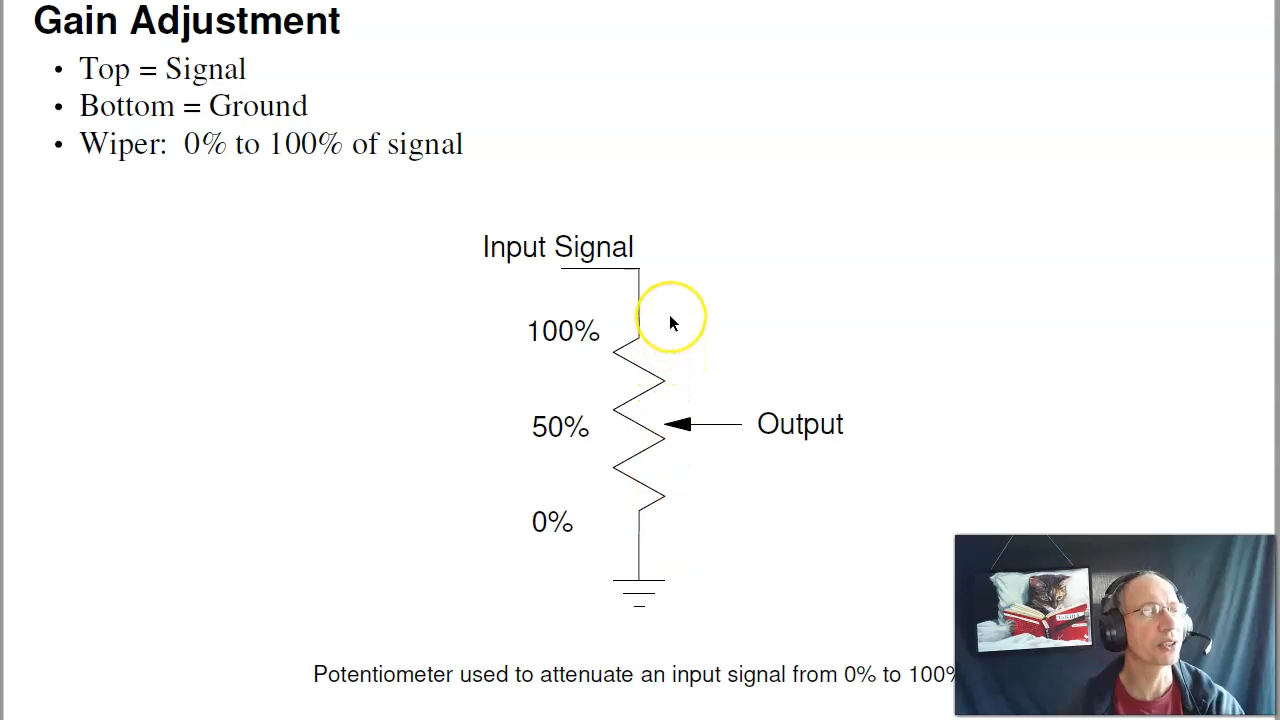 Gain Adjustment
• Top = Signal
• Bottom = Ground
• Wiper: 0% to 100% of signal
Input Signal
100%
50%
Output
0%
Potentiometer used to attenuate an input signal from 0% to 100%